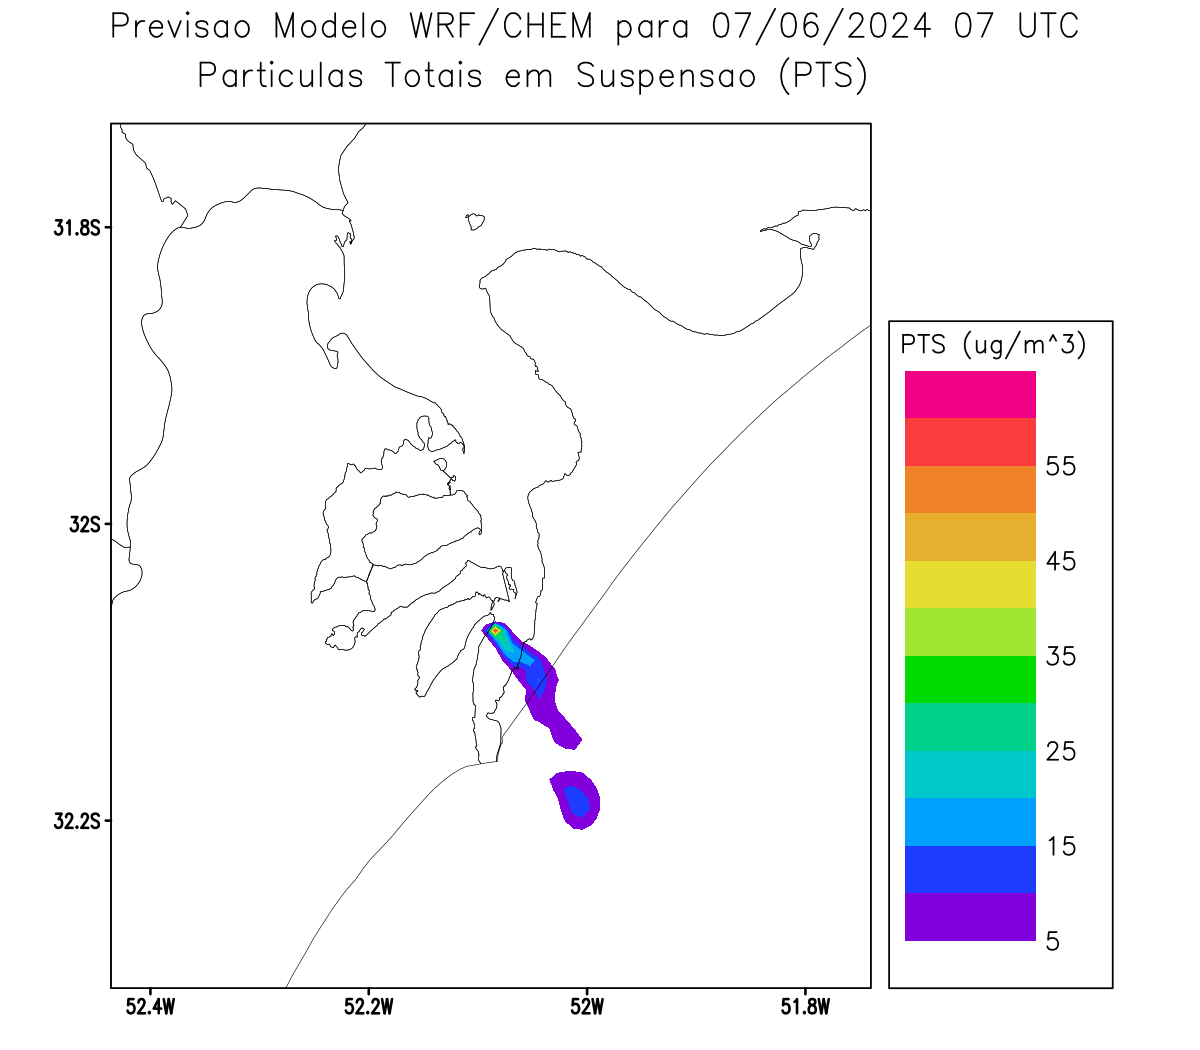 Previsao Modelo WRF/CHEM para 07/06/2024 07 UTC
Particulas Totais em Suspensao (PTS)
31.8S
32S
32.2S
52.4W
52.2W
52W
51.8W
PTS (ug/m^3)
55
45
35
25
15
5